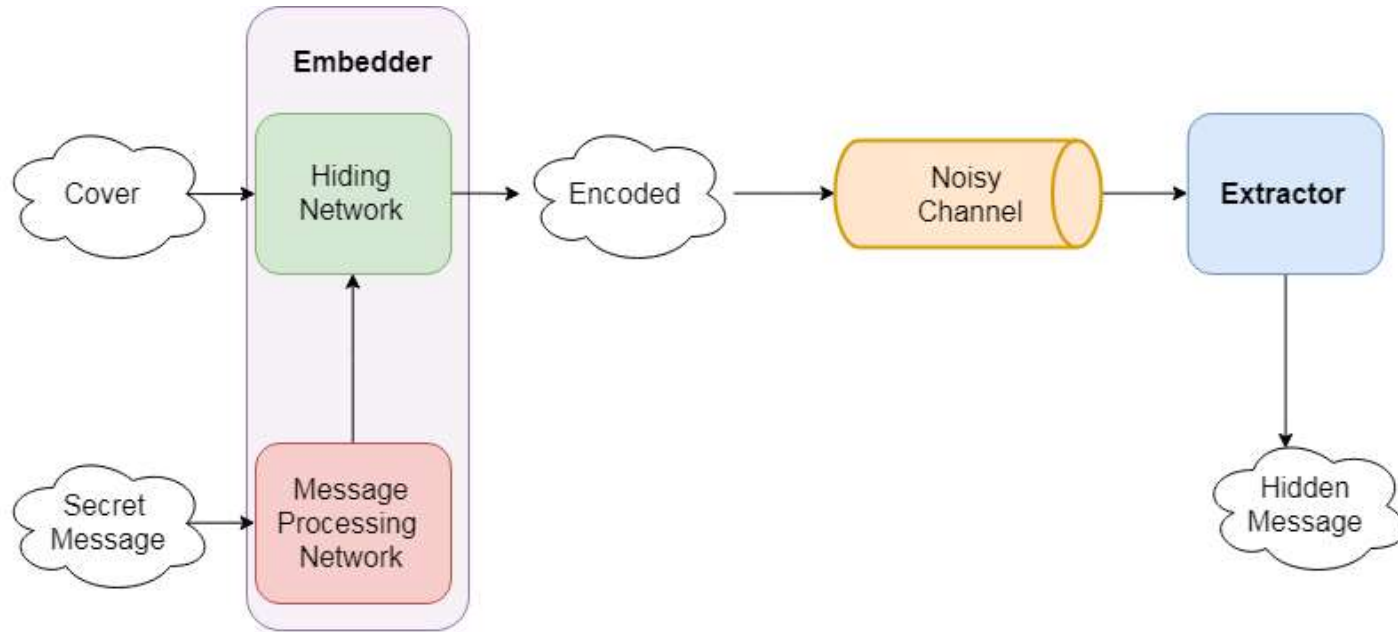 Embedder
Cover
Hiding
Network
Encoded
Noisy
Channel
Extractor
Secret
Message
Message
Processing
Network
Hidden
Message